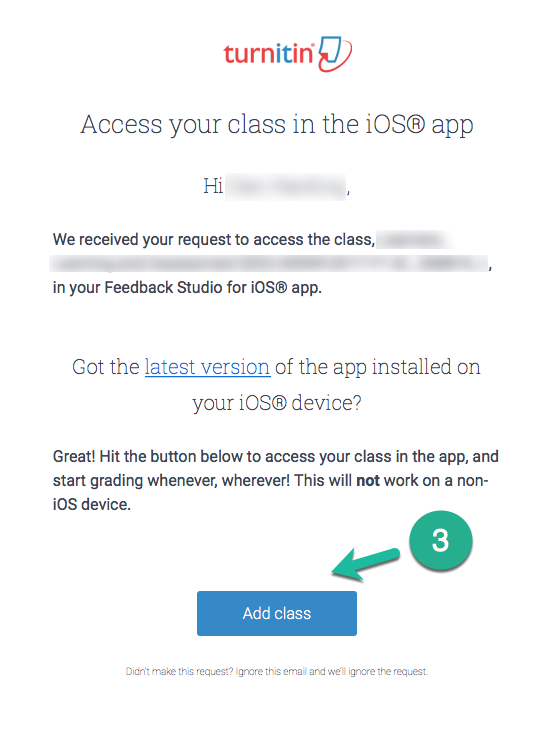 turnitin
Access your class in the iOS® app
Hi ,
We received your request to access the class,
,
in your Feedback Studio for iOS® app.
Got the latest version of the app installed on
your iOS® device?
Great! Hit the button below to access your class in the app, and
start grading whenever, wherever! This will not work on a non-
iOS device.
3
Add class
Didn't make this request? Ignore this email and we'll ignore the request.